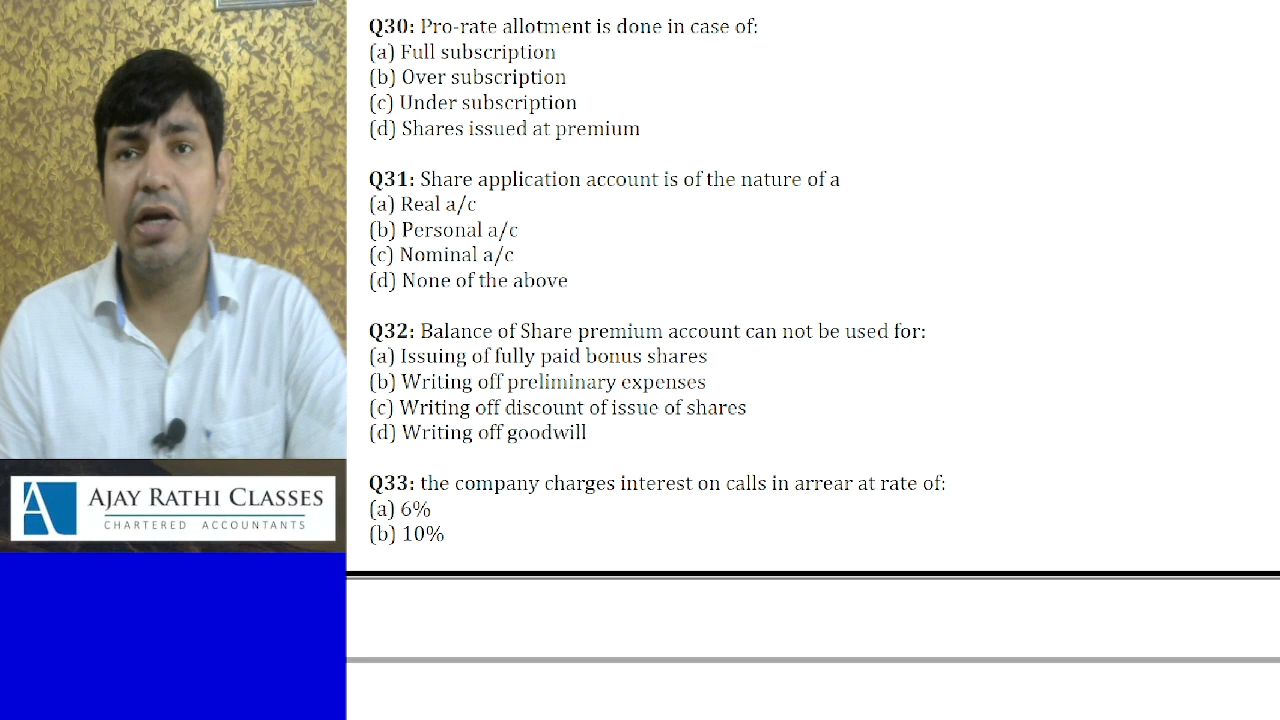 Q30: Pro-rate allotment is done in case of:
(a) Full subscription
(b) Over subscription
(c) Under subscription
(d) Shares issued at premium
Q31: Share application account is of the nature of a
(a) Real a/c
(b) Personal a/c
(c) Nominal a/c
(d) None of the above
Q32: Balance of Share premium account can not be used for:
(a) Issuing of fully paid bonus shares
(b) Writing off preliminary expenses
(c) Writing off discount of issue of shares
(d) Writing off goodwill
Q33: the company charges interest on calls in arrear at rate of:
(a) 6%
(b) 10%
AJAY RATHI CLASSES
CHARTERED ACCOUNTANTS